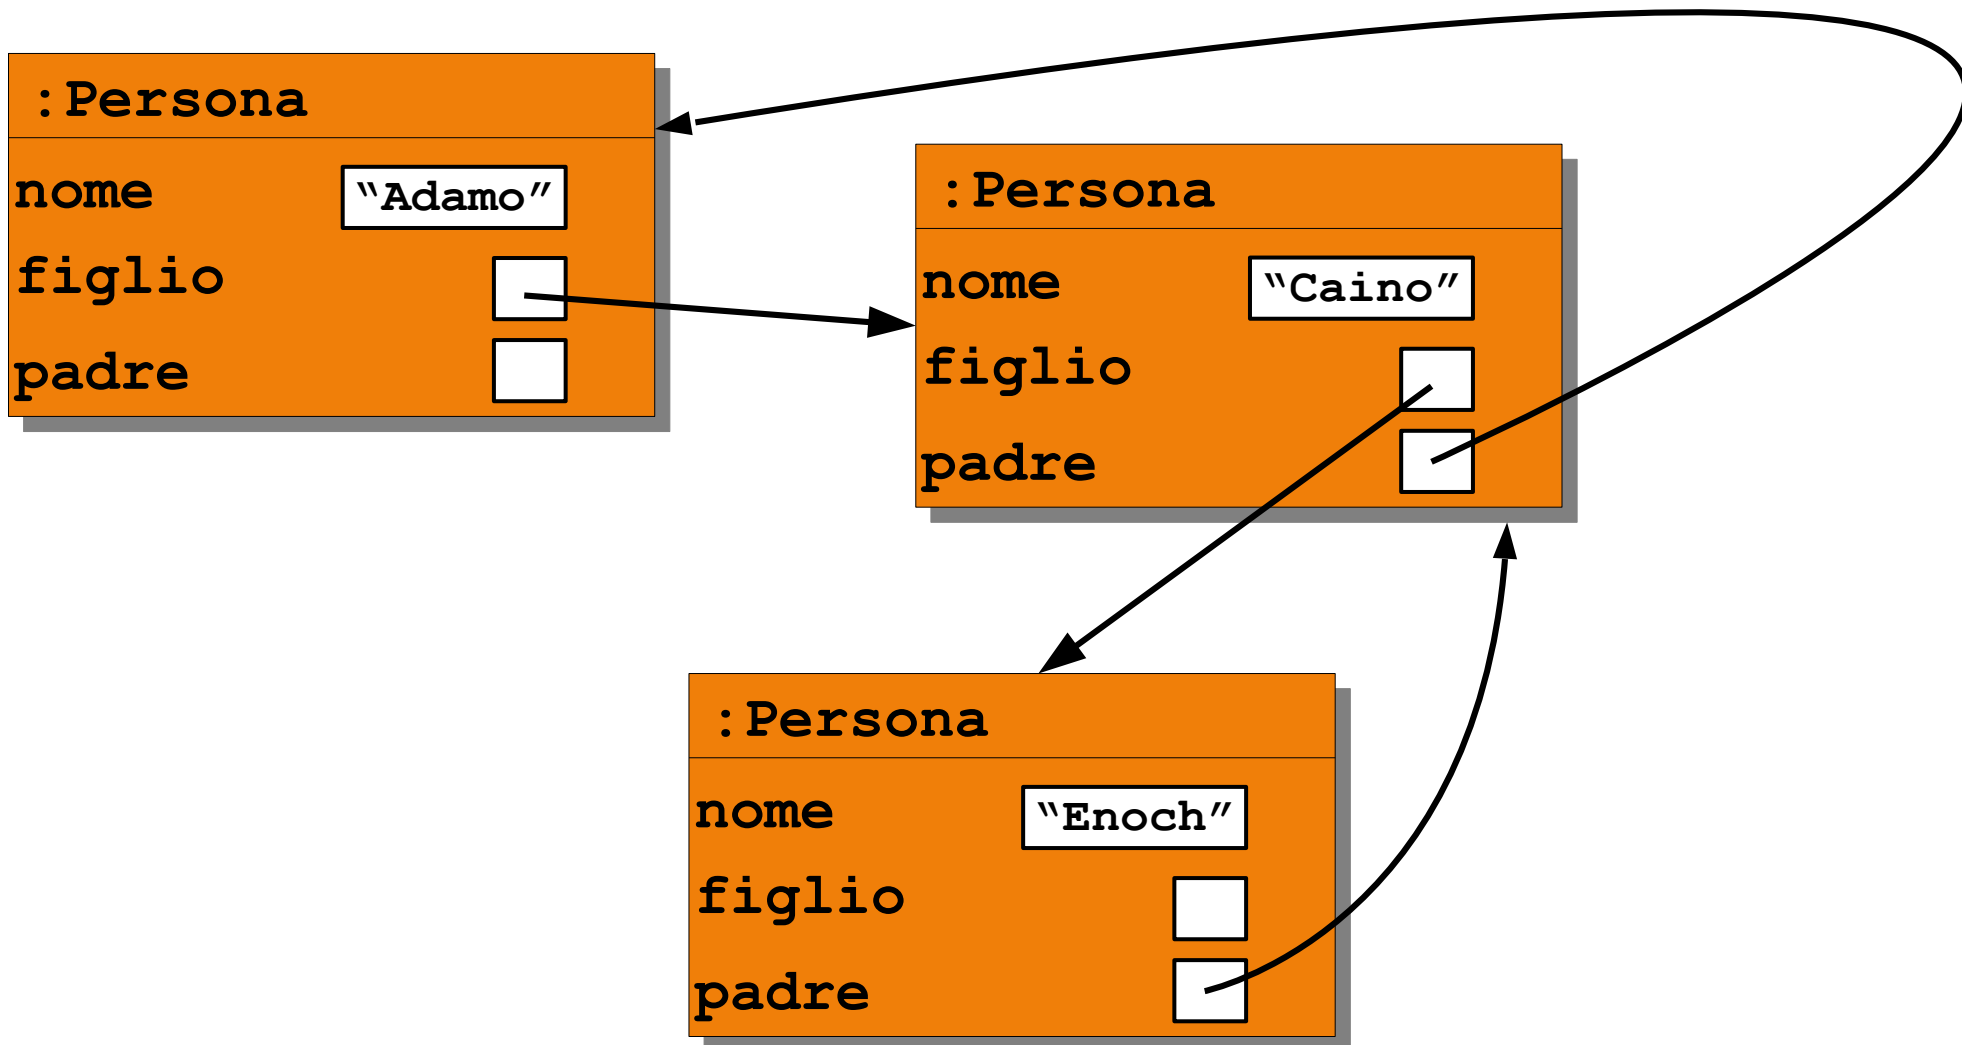 :Persona
nome "Adamo"
figlio
padre
:Persona
nome "Caino"
figlio
padre
:Persona
nome "Enoch"
figlio
padre